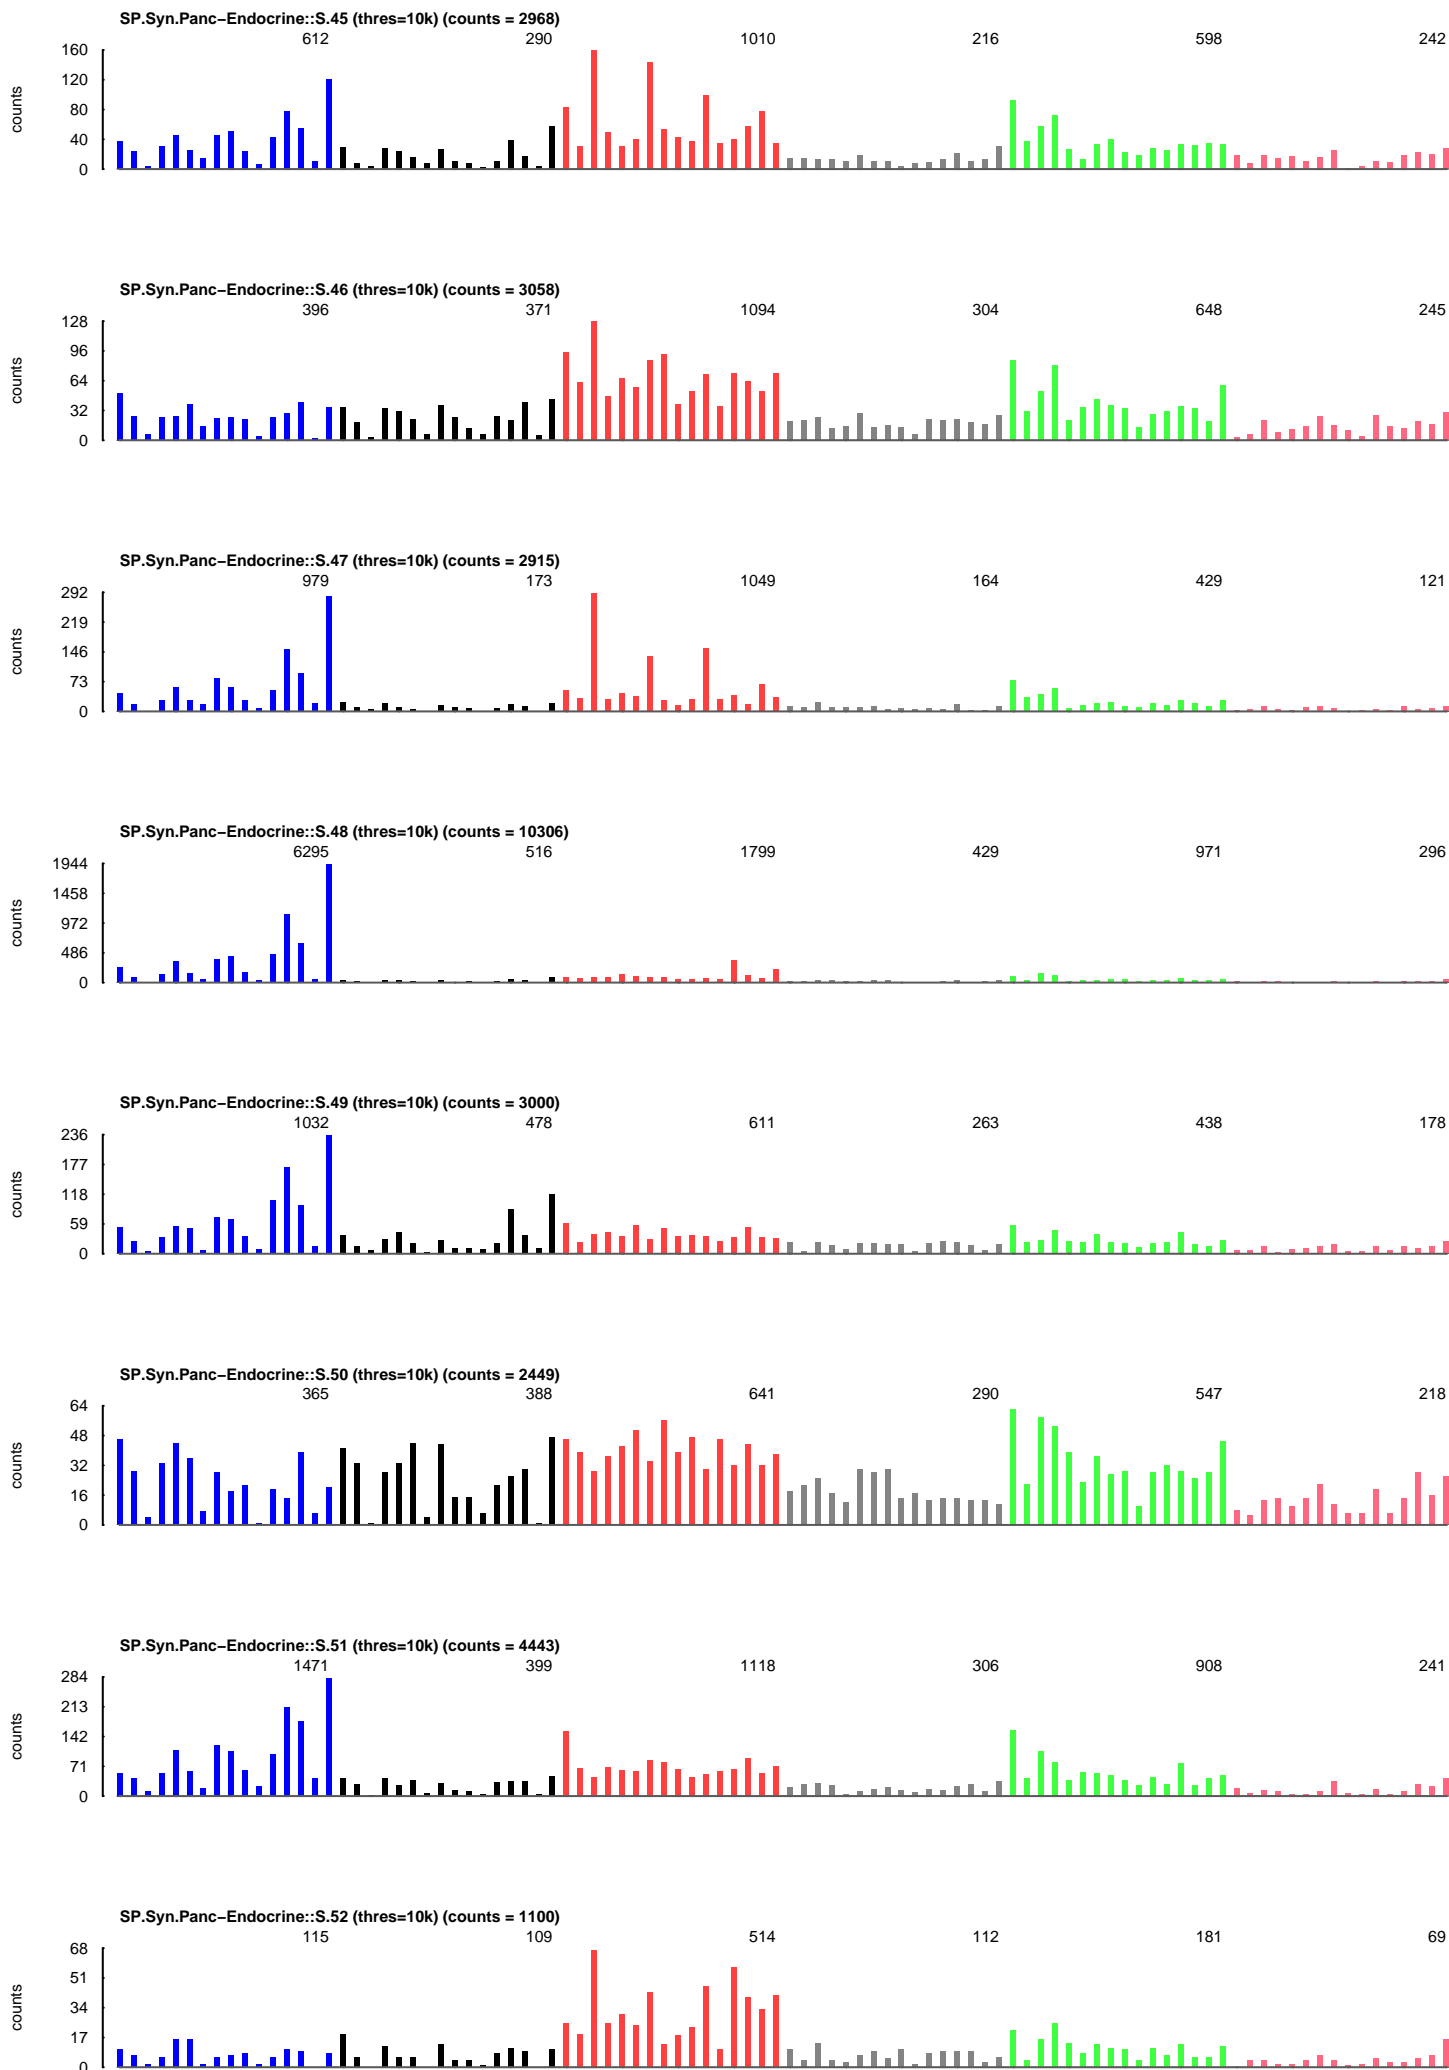 SP.Syn.Panc−Endocrine::S.45 (thres=10k) (counts = 2968)
612 290 1010 216 598 242
160
120
80
40
0
counts
SP.Syn.Panc−Endocrine::S.46 (thres=10k) (counts = 3058)
396 371 1094 304 648 245
128
96
64
32
0
counts
SP.Syn.Panc−Endocrine::S.47 (thres=10k) (counts = 2915)
979 173 1049 164 429 121
292
219
146
73
0
counts
SP.Syn.Panc−Endocrine::S.48 (thres=10k) (counts = 10306)
6295 516 1799 429 971 296
1944
1458
972
486
0
counts
SP.Syn.Panc−Endocrine::S.49 (thres=10k) (counts = 3000)
1032 478 611 263 438 178
236
177
118
59
0
counts
SP.Syn.Panc−Endocrine::S.50 (thres=10k) (counts = 2449)
365 388 641 290 547 218
64
48
32
16
0
counts
SP.Syn.Panc−Endocrine::S.51 (thres=10k) (counts = 4443)
1471 399 1118 306 908 241
284
213
142
71
0
counts
SP.Syn.Panc−Endocrine::S.52 (thres=10k) (counts = 1100)
115 109 514 112 181 69
68
51
34
17
0
counts